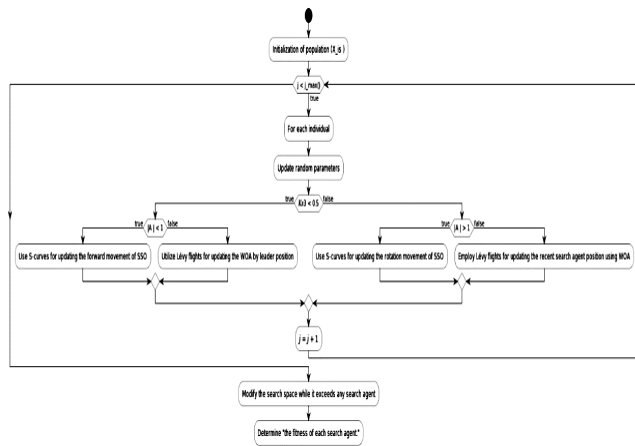 Initialization of population (X_is )
j < j_max()
true
For each individual
Update random parameters
true
false
< 0.5
true
|A | < 1
false
true
|A | > 1
false
Use S-curves for updating the forward movement of SSO
Utilize Lévy flights for updating the WOA by leader position
Use S-curves for updating the rotation movement of SSO
Employ Lévy flights for updating the recent search agent position using WOA
j = j + 1
Modify the search space while it exceeds any search agent
Determine "the fitness of each search agent."